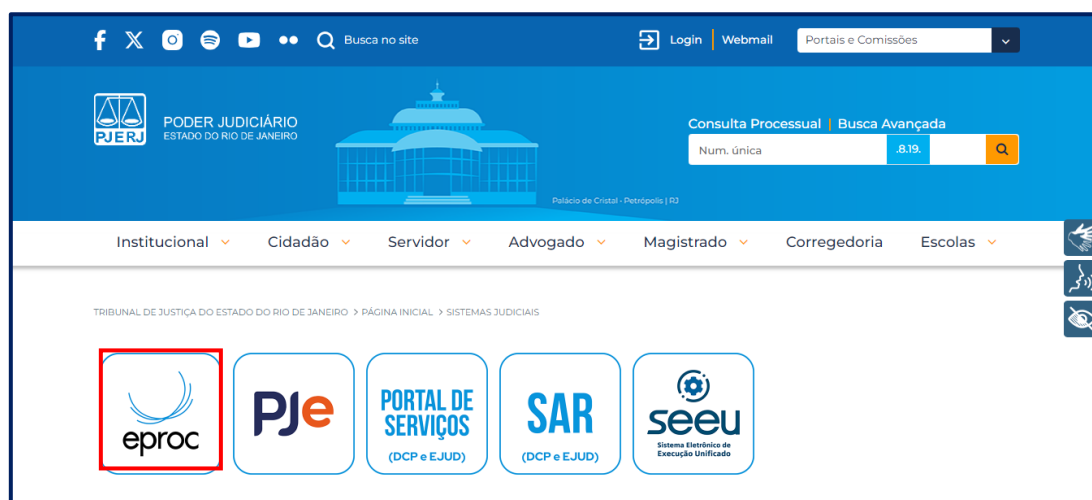 Busca no site
Login | Webmail
Portais e Comissões
PJERJ
PODER JUDICIÁRIO
ESTADO DO RIO DE JANEIRO
Consulta Processual | Busca Avançada
Num. única
.8.19.
Palácio de Cristal - Petrópolis | RJ
Institucional
Cidadão
Servidor
Advogado
Magistrado
Corregedoria
Escolas
TRIBUNAL DE JUSTIÇA DO ESTADO DO RIO DE JANEIRO > PÁGINA INICIAL > SISTEMAS JUDICIAIS
eproc
PJe
PORTAL DE
SERVIÇOS
(DCP e EJUD)
SAR
(DCP e EJUD)
seeu
Sistema Eletrônico de
Execução Unificado